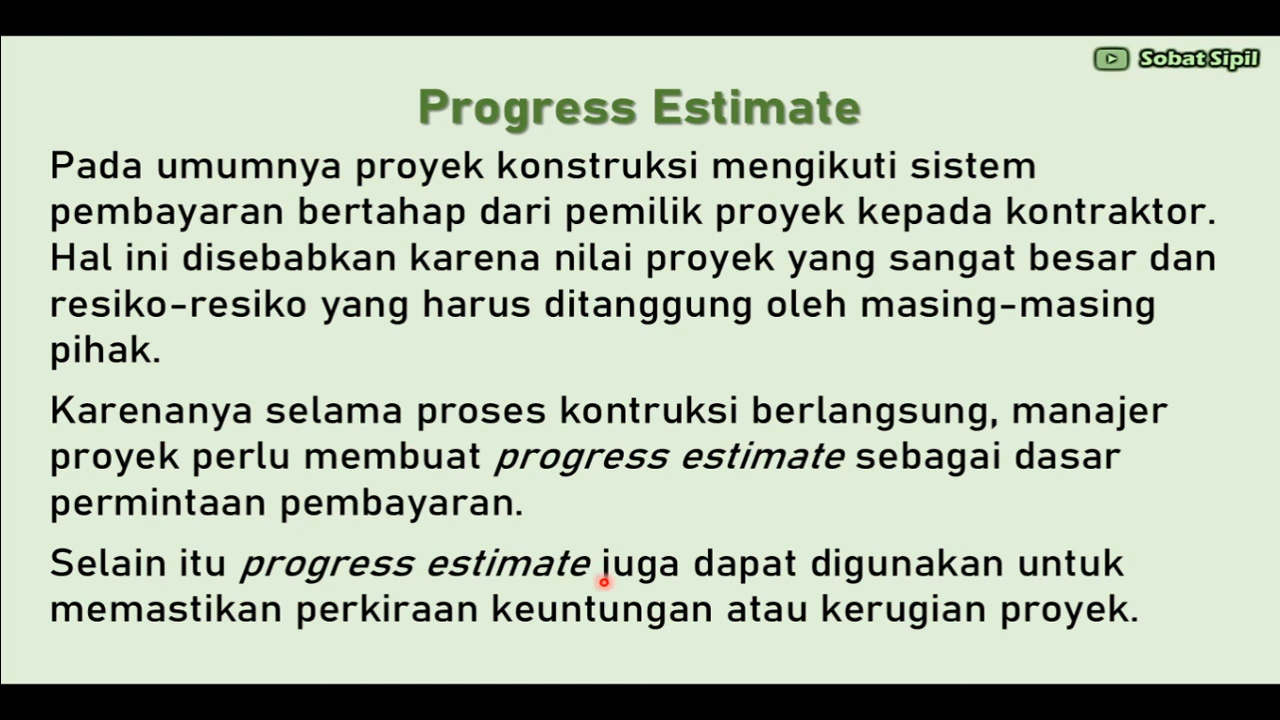 Sobat Sipil
Progress Estimate
Pada umumnya proyek konstruksi mengikuti sistem
pembayaran bertahap dari pemilik proyek kepada kontraktor.
Hal ini disebabkan karena nilai proyek yang sangat besar dan
resiko-resiko yang harus ditanggung oleh masing-masing
pihak.
Karenanya selama proses kontruksi berlangsung, manajer
proyek perlu membuat progress estimate sebagai dasar
permintaan pembayaran.
Selain itu progress estimate juga dapat digunakan untuk
memastikan perkiraan keuntungan atau kerugian proyek.